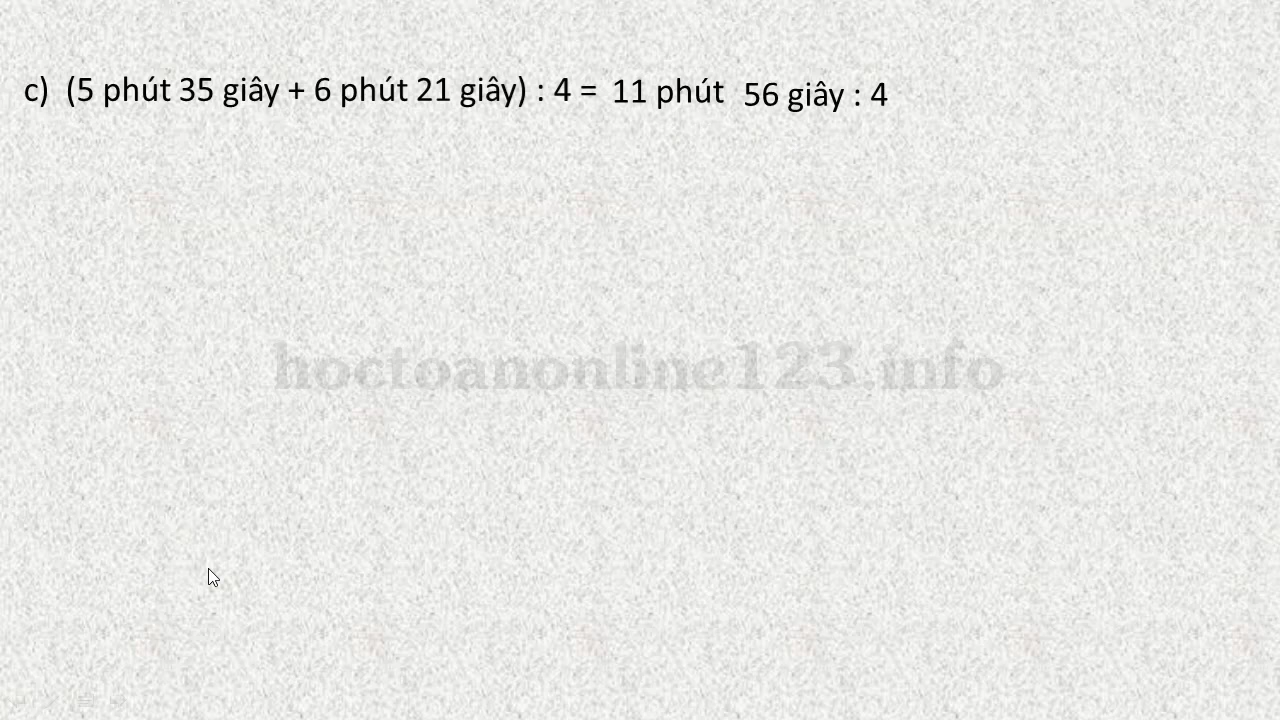 c) (5 phút 35 giây + 6 phút 21 giây) : 4 = 11 phút 56 giây : 4
hoctoanonline123.info